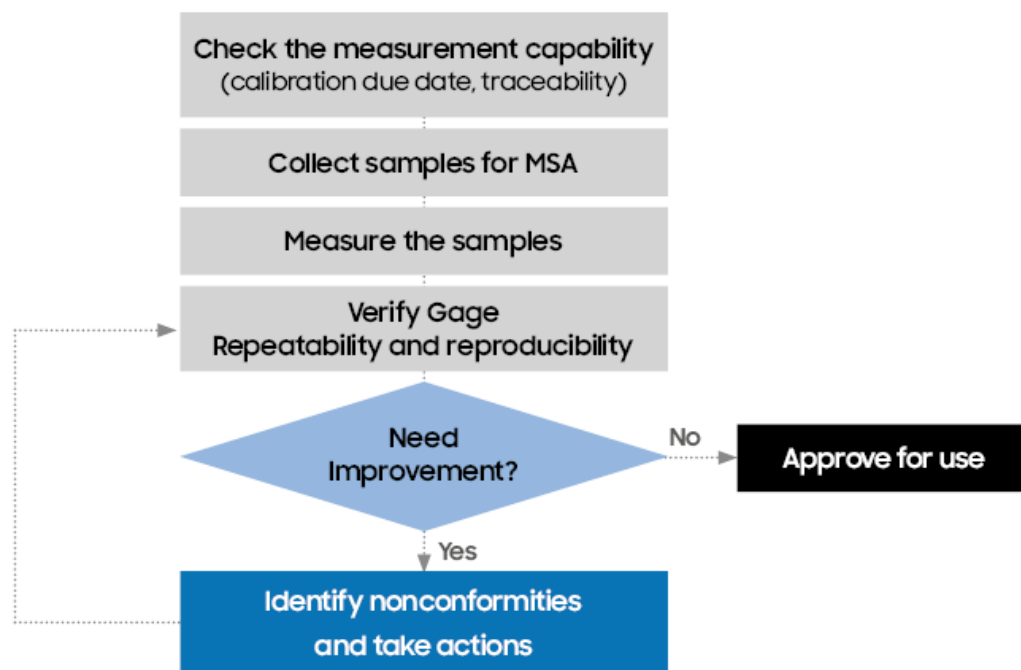 Check the measurement capability
(calibration due date, traceability)
Collect samples for MSA
Measure the samples
Verify Gage
Repeatability and reproducibility
Need
Improvement?
No
Approve for use
Yes
Identify nonconformities
and take actions